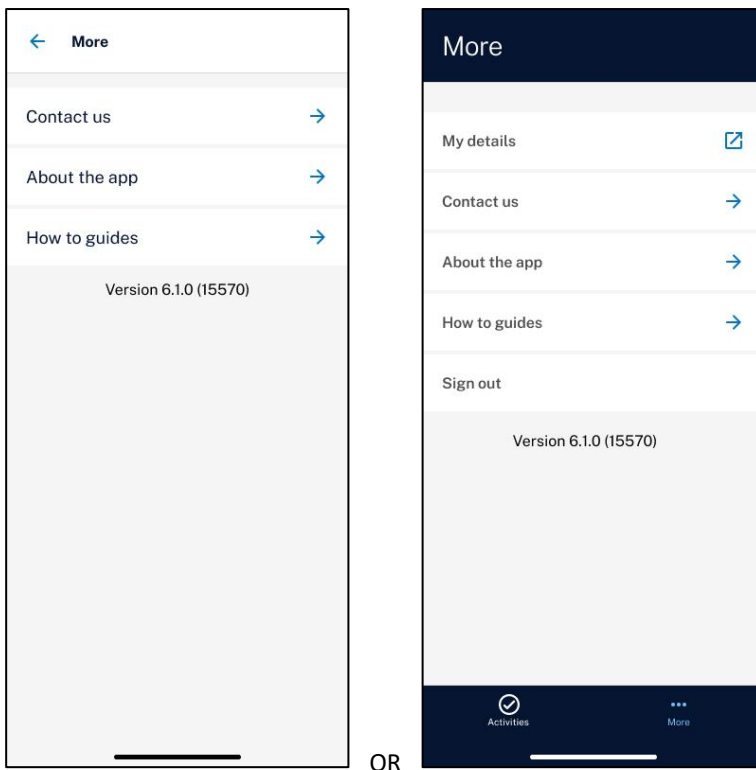 More
Contact us
About the app
How to guides
Version 6.1.0 (15570)
OR
More
My details
Contact us
About the app
How to guides
Sign out
Version 6.1.0 (15570)
Activities
More